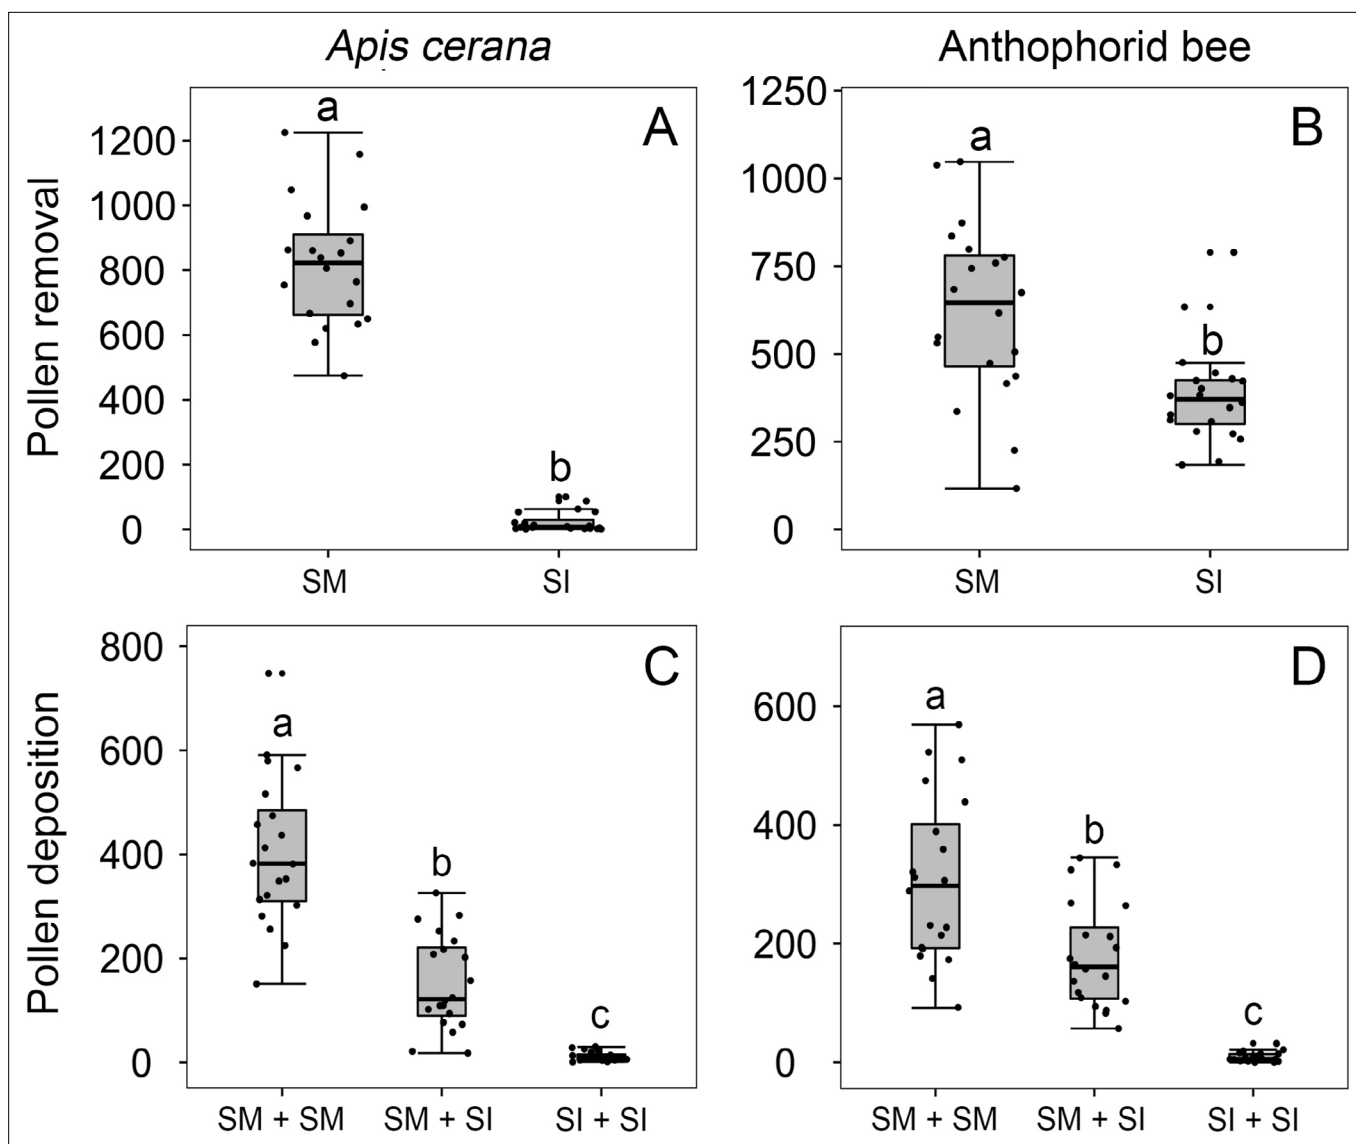 Apis cerana
Anthophorid bee
Pollen removal
A
a
b
1200
1000
800
600
400
200
0
SM SI
B
a
b
1250
1000
750
500
250
0
SM SI
Pollen deposition
C
a
b
c
800
600
400
200
0
SM + SM SM + SI SI + SI
D
a
b
c
600
400
200
0
SM + SM SM + SI SI + SI